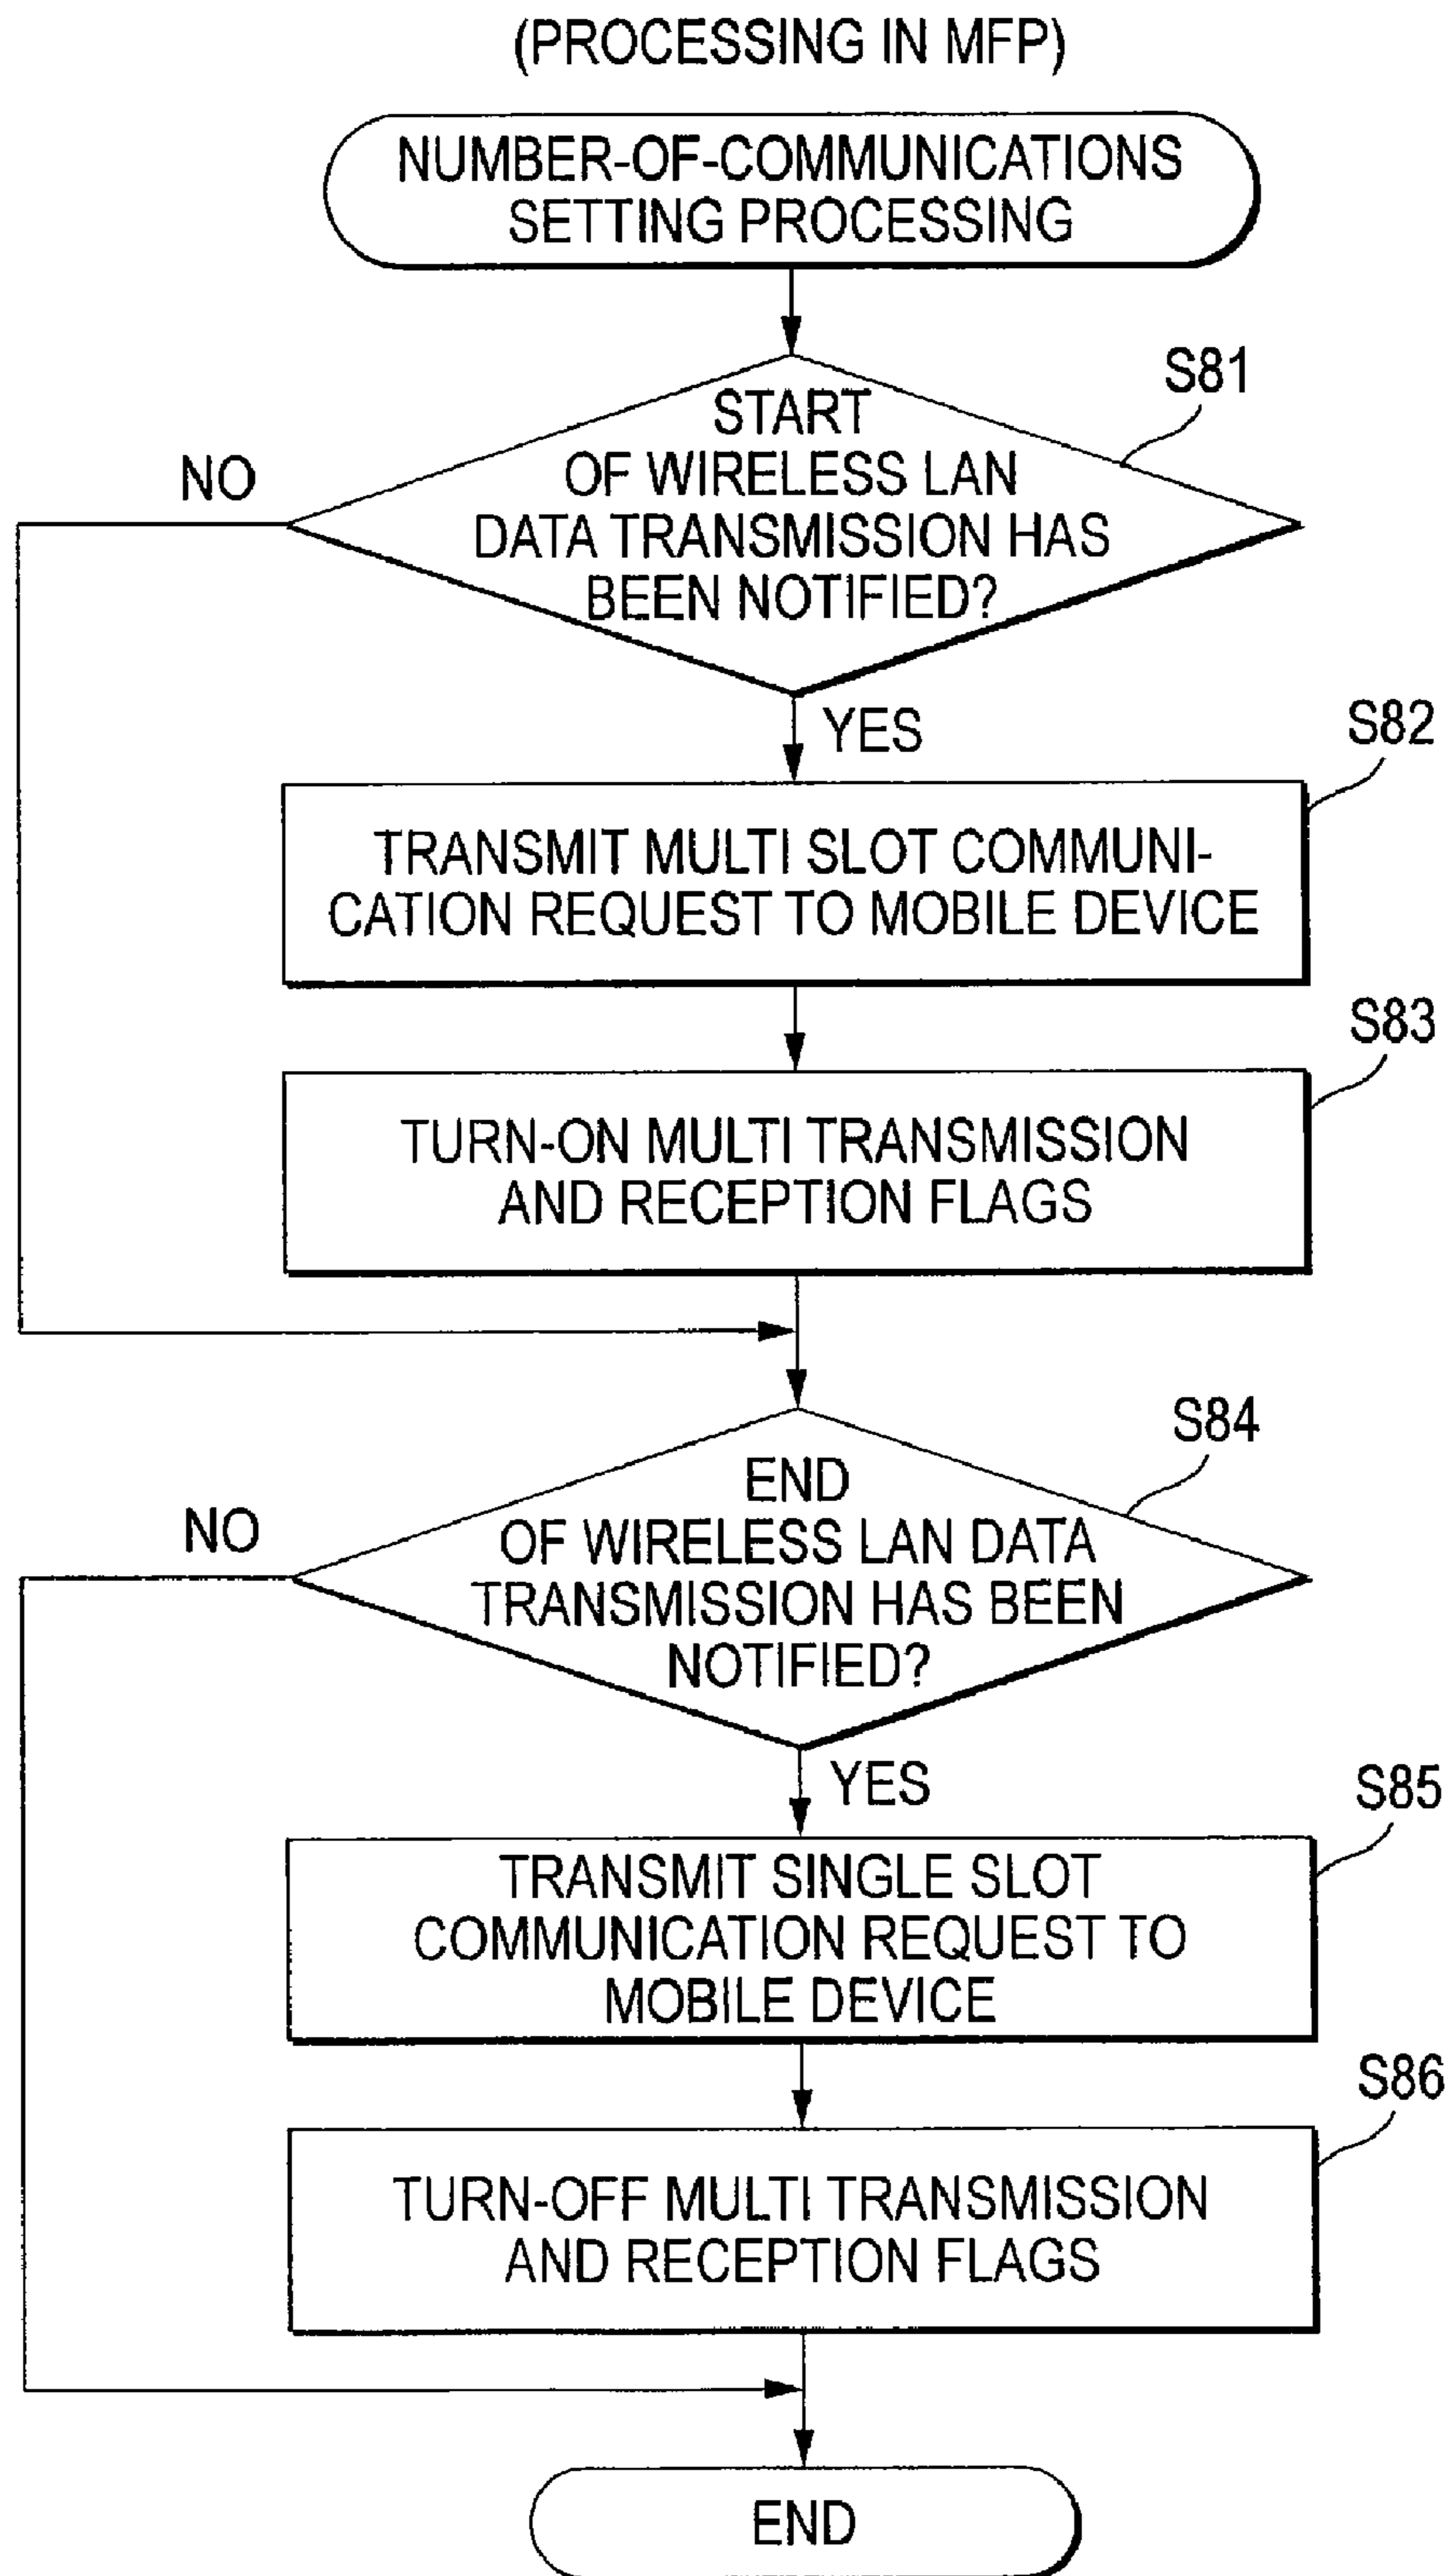 (PROCESSING IN MFP)
NUMBER-OF-COMMUNICATIONS
SETTING PROCESSING
S81
START
OF WIRELESS LAN
DATA TRANSMISSION HAS
BEEN NOTIFIED?
NO
YES
S82
TRANSMIT MULTI SLOT COMMUNI-
CATION REQUEST TO MOBILE DEVICE
S83
TURN-ON MULTI TRANSMISSION
AND RECEPTION FLAGS
S84
END
OF WIRELESS LAN DATA
TRANSMISSION HAS BEEN
NOTIFIED?
NO
YES
S85
TRANSMIT SINGLE SLOT
COMMUNICATION REQUEST TO
MOBILE DEVICE
S86
TURN-OFF MULTI TRANSMISSION
AND RECEPTION FLAGS
END